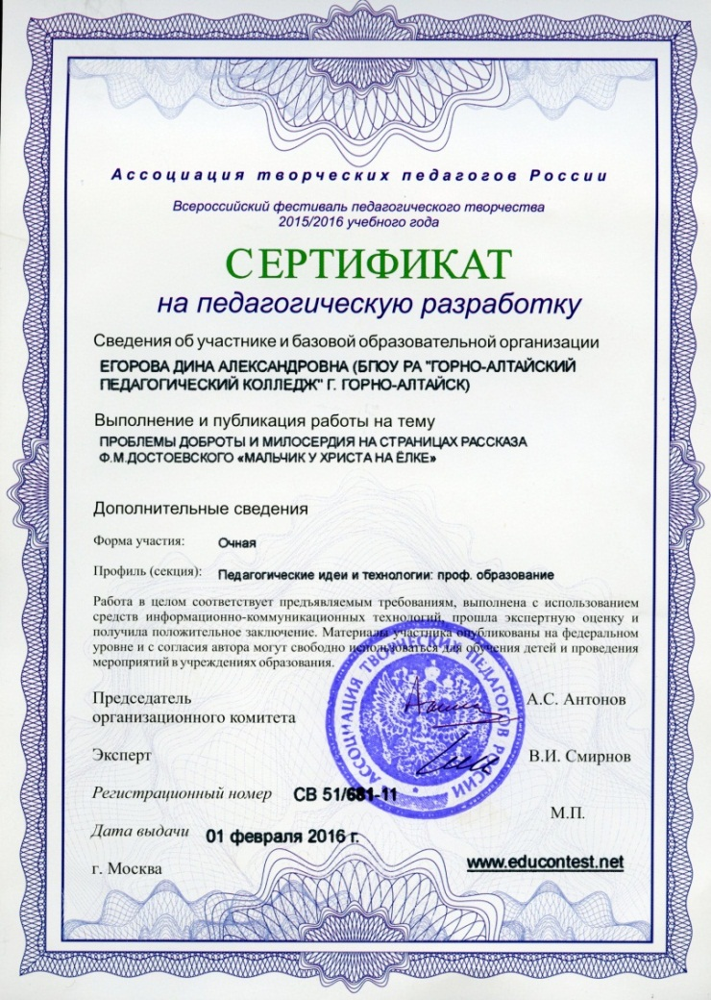 Ассоциация творческих педагогов России
Всероссийский фестиваль педагогического творчества
2015/2016 учебного года
СЕРТИФИКАТ
на педагогическую разработку
Сведения об участнике и базовой образовательной организации
ЕГОРОВА ДИНА АЛЕКСАНДРОВНА (БПОУ РА "ГОРНО-АЛТАЙСКИЙ
ПЕДАГОГИЧЕСКИЙ КОЛЛЕДЖ" Г. ГОРНО-АЛТАЙСК)
Выполнение и публикация работы на тему
ПРОБЛЕМЫ ДОБРОТЫ И МИЛОСЕРДИЯ НА СТРАНИЦАХ РАССКАЗА
Ф.М.ДОСТОЕВСКОГО «МАЛЬЧИК У ХРИСТА НА ЁЛКЕ»
Дополнительные сведения
Форма участия: Очная
Профиль (секция): Педагогические идеи и технологии: проф. образование
Работа в целом соответствует предъявляемым требованиям, выполнена с использованием
средств информационно-коммуникационных технологий, прошла экспертную оценку и
получила положительное заключение. Материалы участника опубликованы на федеральном
уровне и с согласия автора могут свободно использоваться для обучения детей и проведения
мероприятий в учреждениях образования.
Председатель
организационного комитета
А.С. Антонов
Эксперт
В.И. Смирнов
АССОЦИАЦИЯ ТВОРЧЕСКИХ ПЕДАГОГОВ РОССИИ
Регистрационный номер СВ 51/681-11
М.П.
Дата выдачи 01 февраля 2016 г.
г. Москва
www.educontest.net